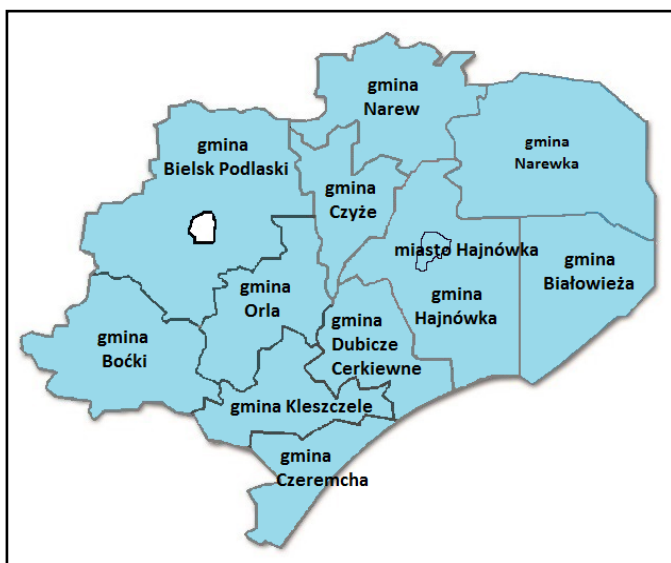 gmina
Narew
gmina
Bielsk Podlaski
gmina
Narewka
gmina
Czyże
miasto Hajnówka
gmina
Białowieża
gmina
Orla
gmina
Hajnówka
gmina
Dubicze
Cerkiewne
gmina
Boćki
gmina Kleszczele
gmina
Czeremcha